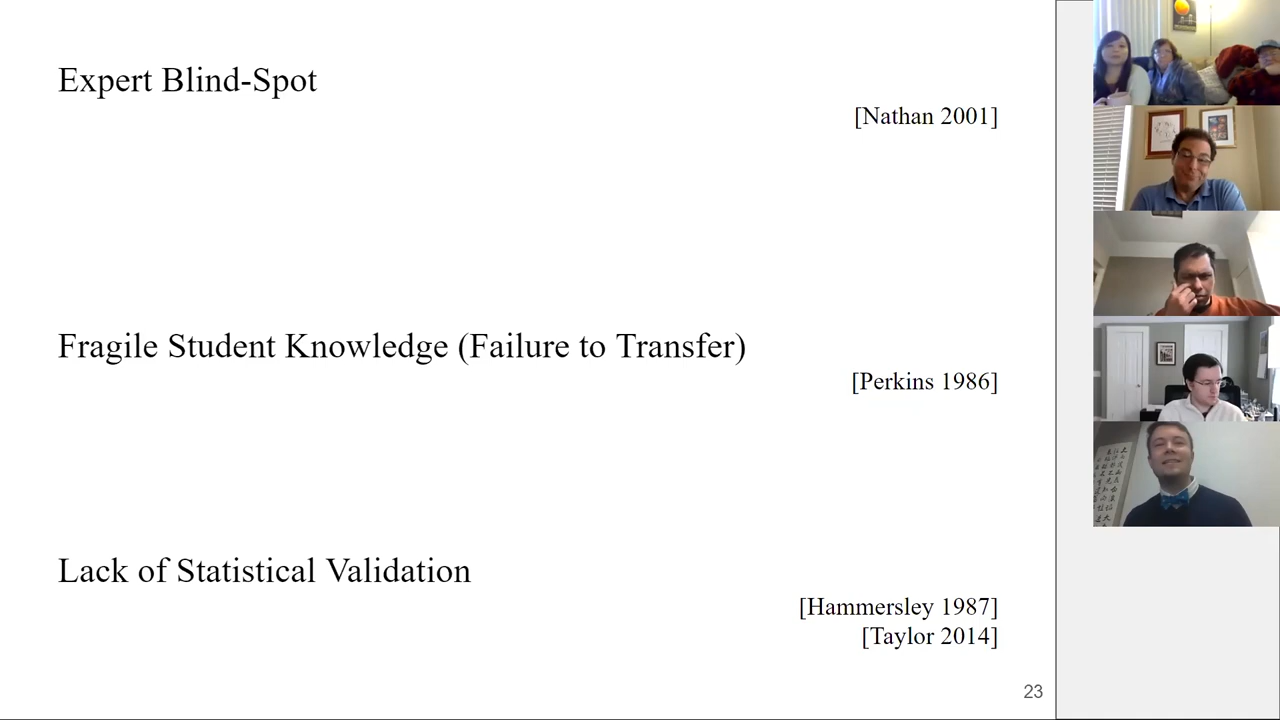 Expert Blind-Spot
[Nathan 2001]
Fragile Student Knowledge (Failure to Transfer)
[Perkins 1986]
Lack of Statistical Validation
[Hammersley 1987]
[Taylor 2014]
23